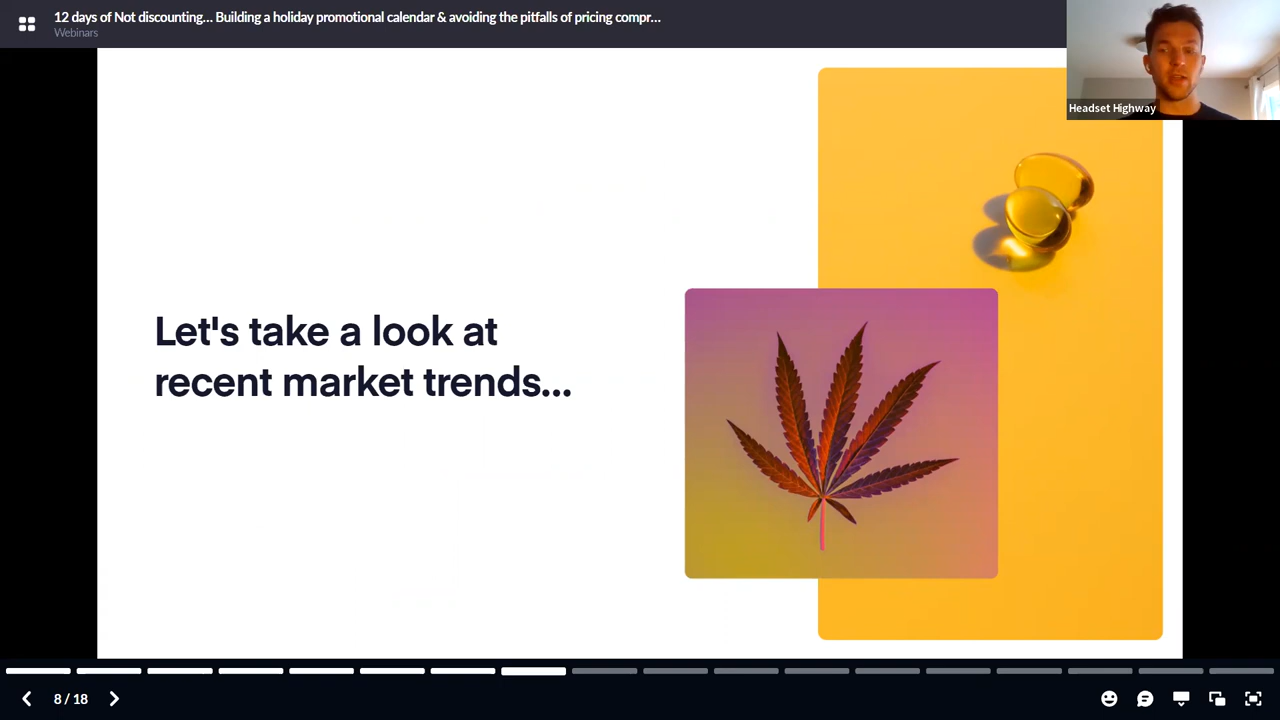 12 days of Not discounting... Building a holiday promotional calendar & avoiding the pitfalls of pricing compr...
Webinars
Headset Highway
Let's take a look at
recent market trends...
8 / 18